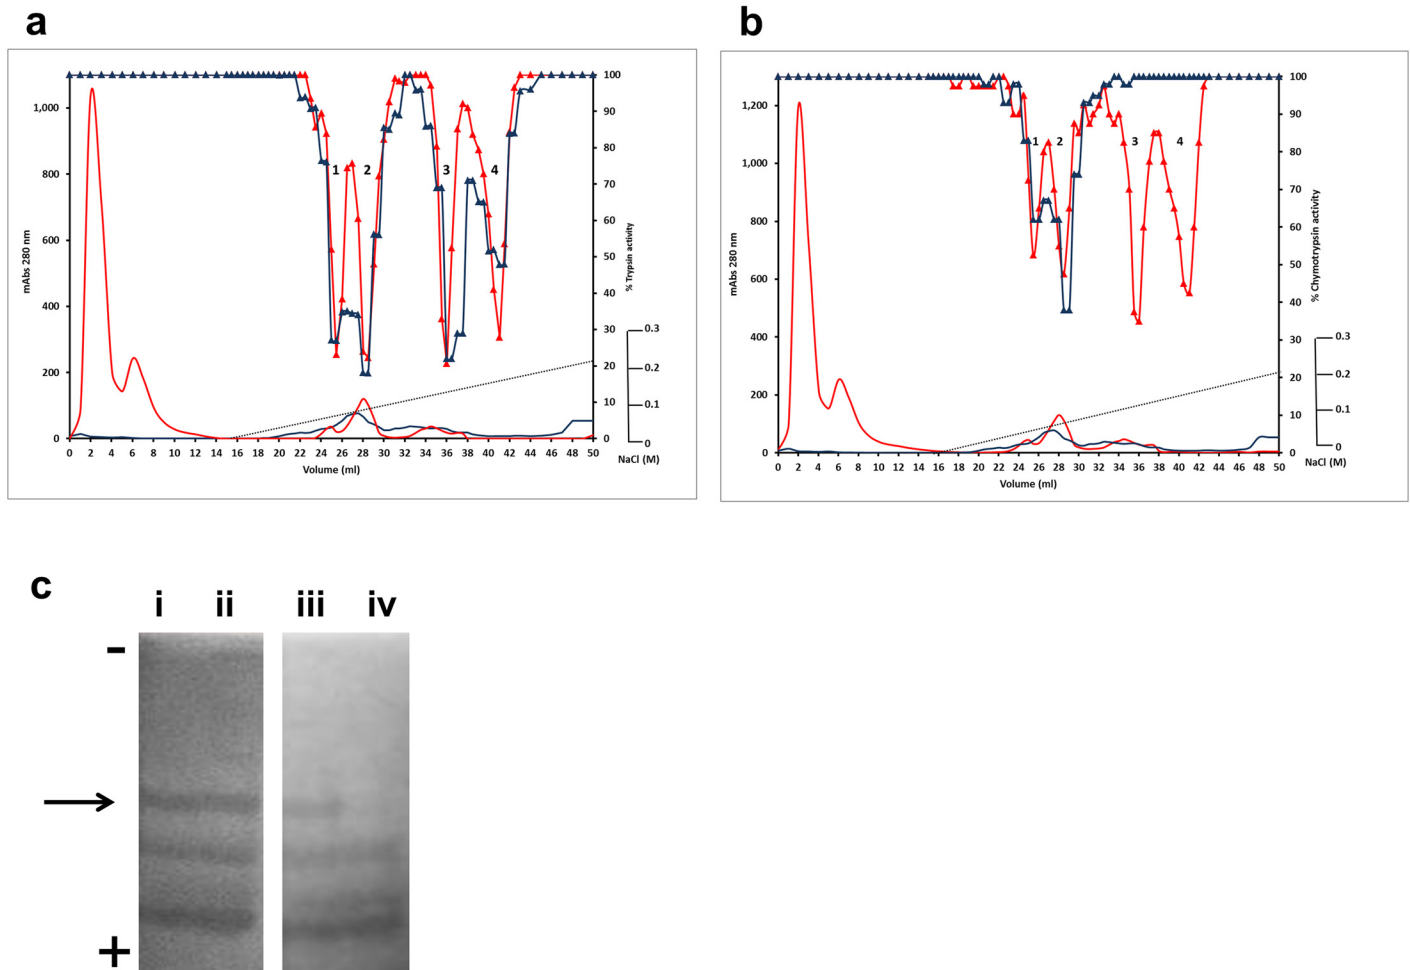 a
1,000
800
600
400
200
0
mAbs 280 nm
0 2 4 6 8 10 12 14 16 18 20 22 24 26 28 30 32 34 36 38 40 42 44 46 48 50
Volume (ml)
1 2 3 4
100
90
80
70
60
50
40
30
20
10
0
% Trypsin activity
0.3
0.2
0.1
0
NaCl (M)
b
1,200
1,000
800
600
400
200
0
mAbs 280 nm
0 2 4 6 8 10 12 14 16 18 20 22 24 26 28 30 32 34 36 38 40 42 44 46 48 50
Volume (ml)
1 2 3 4
100
90
80
70
60
50
40
30
20
10
0
% Chymotrypsin activity
0.3
0.2
0.1
0
NaCl (M)
c
i ii iii iv
-
+